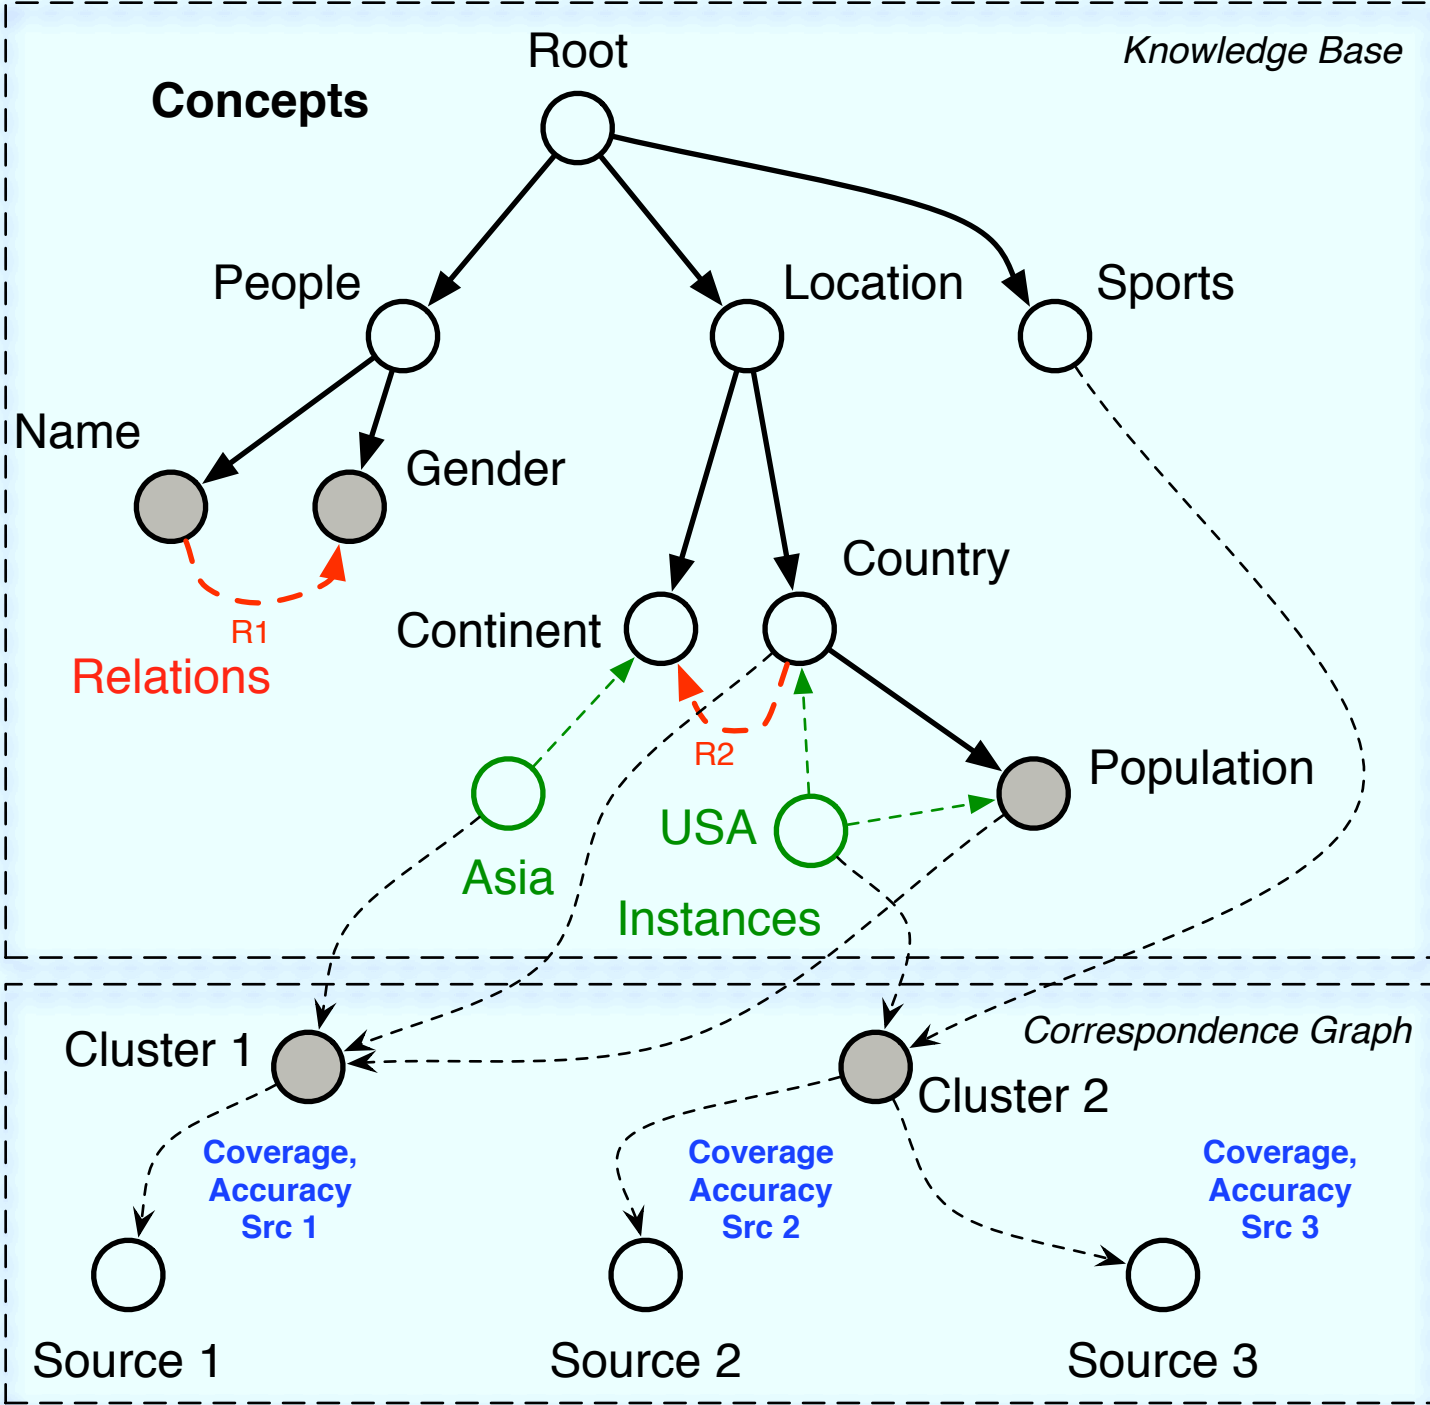 Root
Knowledge Base
Concepts
People
Location
Sports
Name
Gender
Country
Continent
R1
Relations
R2
Population
USA
Asia
Instances
Correspondence Graph
Cluster 1
Cluster 2
Coverage,
Accuracy
Src 1
Coverage
Accuracy
Src 2
Coverage,
Accuracy
Src 3
Source 1
Source 2
Source 3